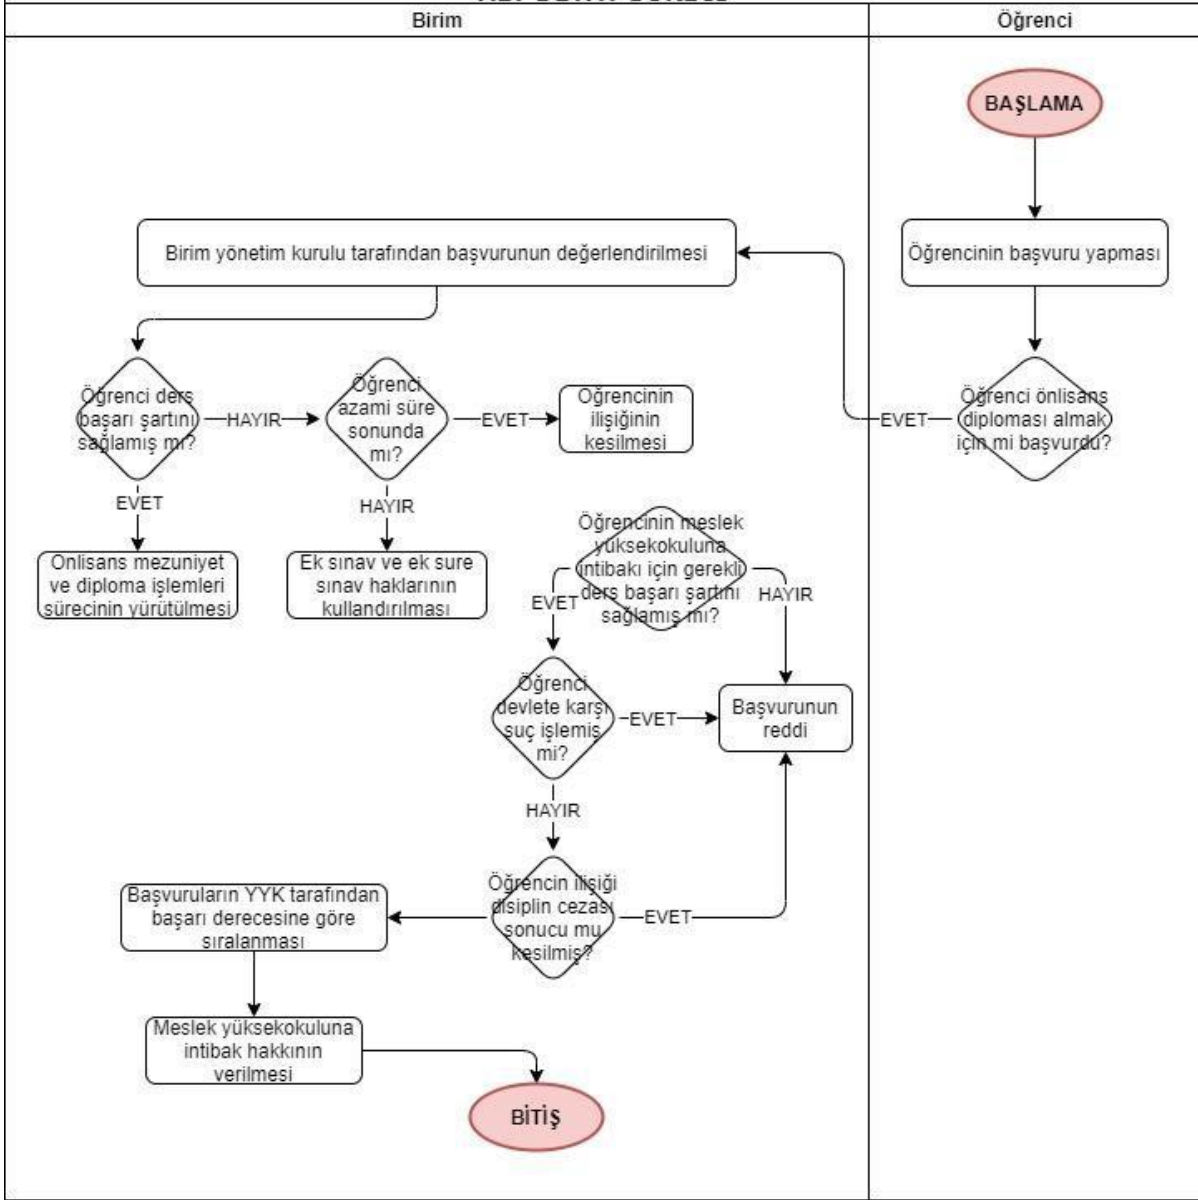 Birim
Öğrenci
BAŞLAMA
Birim yönetim kurulu tarafından başvurunun değerlendirilmesi
Öğrencinin başvuru yapması
Öğrenci önlisans
diploması almak
için mi başvurdu?
EVET
Öğrenci ders
başarı şartını
sağlamış mı?
HAYIR
Öğrenci
azami süre
sonunda
mı?
EVET
Öğrencinin
ilişiğinin
kesilmesi
EVET
HAYIR
Onlisans mezuniyet
ve diploma işlemleri
sürecinin yürütülmesi
Ek sınav ve ek sure
sınav haklarının
kullandırılması
Öğrencinin meslek
yüksekokuluna
intibakı için gerekli
ders başarı şartını
sağlamış mı?
EVET
HAYIR
Öğrenci
devlete karşı
suç işlemiş
mi?
EVET
Başvurunun
reddi
HAYIR
Öğrencin ilişiği
disiplin cezası
sonucu mu
kesilmiş?
EVET
Başvuruların YYK tarafından
başarı derecesine göre
sıralanması
Meslek yüksekokuluna
intibak hakkının
verilmesi
BİTİŞ